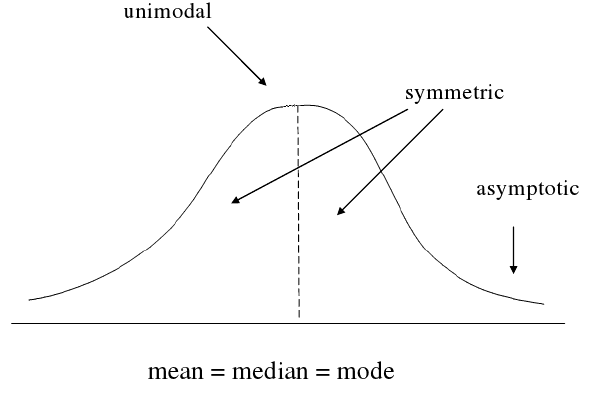 unimodal
symmetric
asymptotic
mean = median = mode